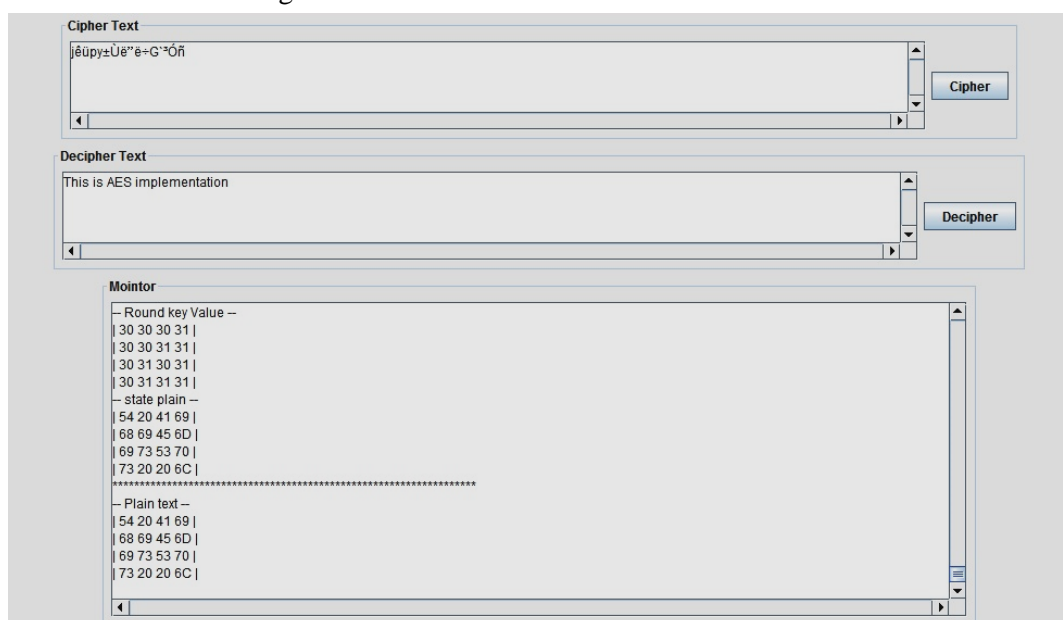 Cipher Text
jêüpy±Ùë”ë÷G`³Óñ
Cipher
Decipher Text
This is AES implementation
Decipher
Mointor
-- Round key Value --
| 30 30 30 31 |
| 30 30 31 31 |
| 30 31 30 31 |
| 30 31 31 31 |
-- state plain --
| 54 20 41 69 |
| 68 69 45 6D |
| 69 73 53 70 |
| 73 20 20 6C |
********************************************************************
-- Plain text --
| 54 20 41 69 |
| 68 69 45 6D |
| 69 73 53 70 |
| 73 20 20 6C |